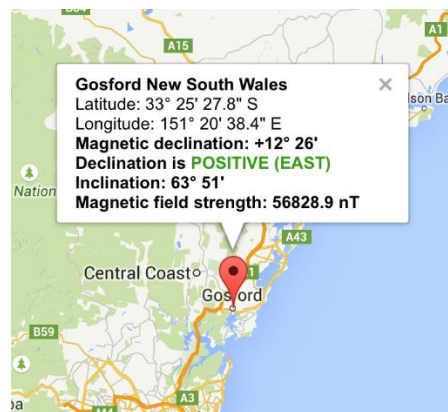 A15
A1
Gosford New South Wales
Latitude: 33° 25' 27.8" S
Longitude: 151° 20' 38.4" E
Magnetic declination: +12° 26'
Declination is POSITIVE (EAST)
Inclination: 63° 51'
Magnetic field strength: 56828.9 nT
A43
Central Coast
Gosford
B59
A3